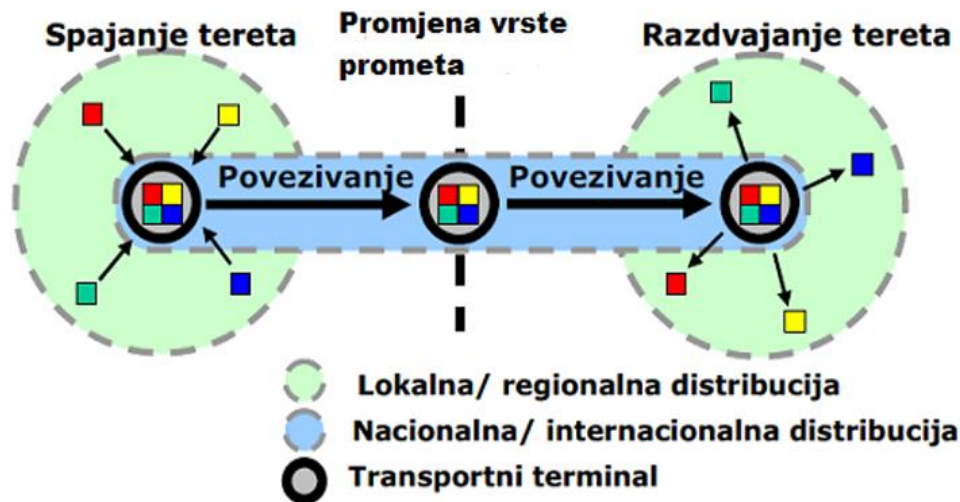 Spajanje tereta
Promjena vrste
prometa
Razdvajanje tereta
Povezivanje
Povezivanje
Lokalna/ regionalna distribucija
Nacionalna/ internacionalna distribucija
Transportni terminal